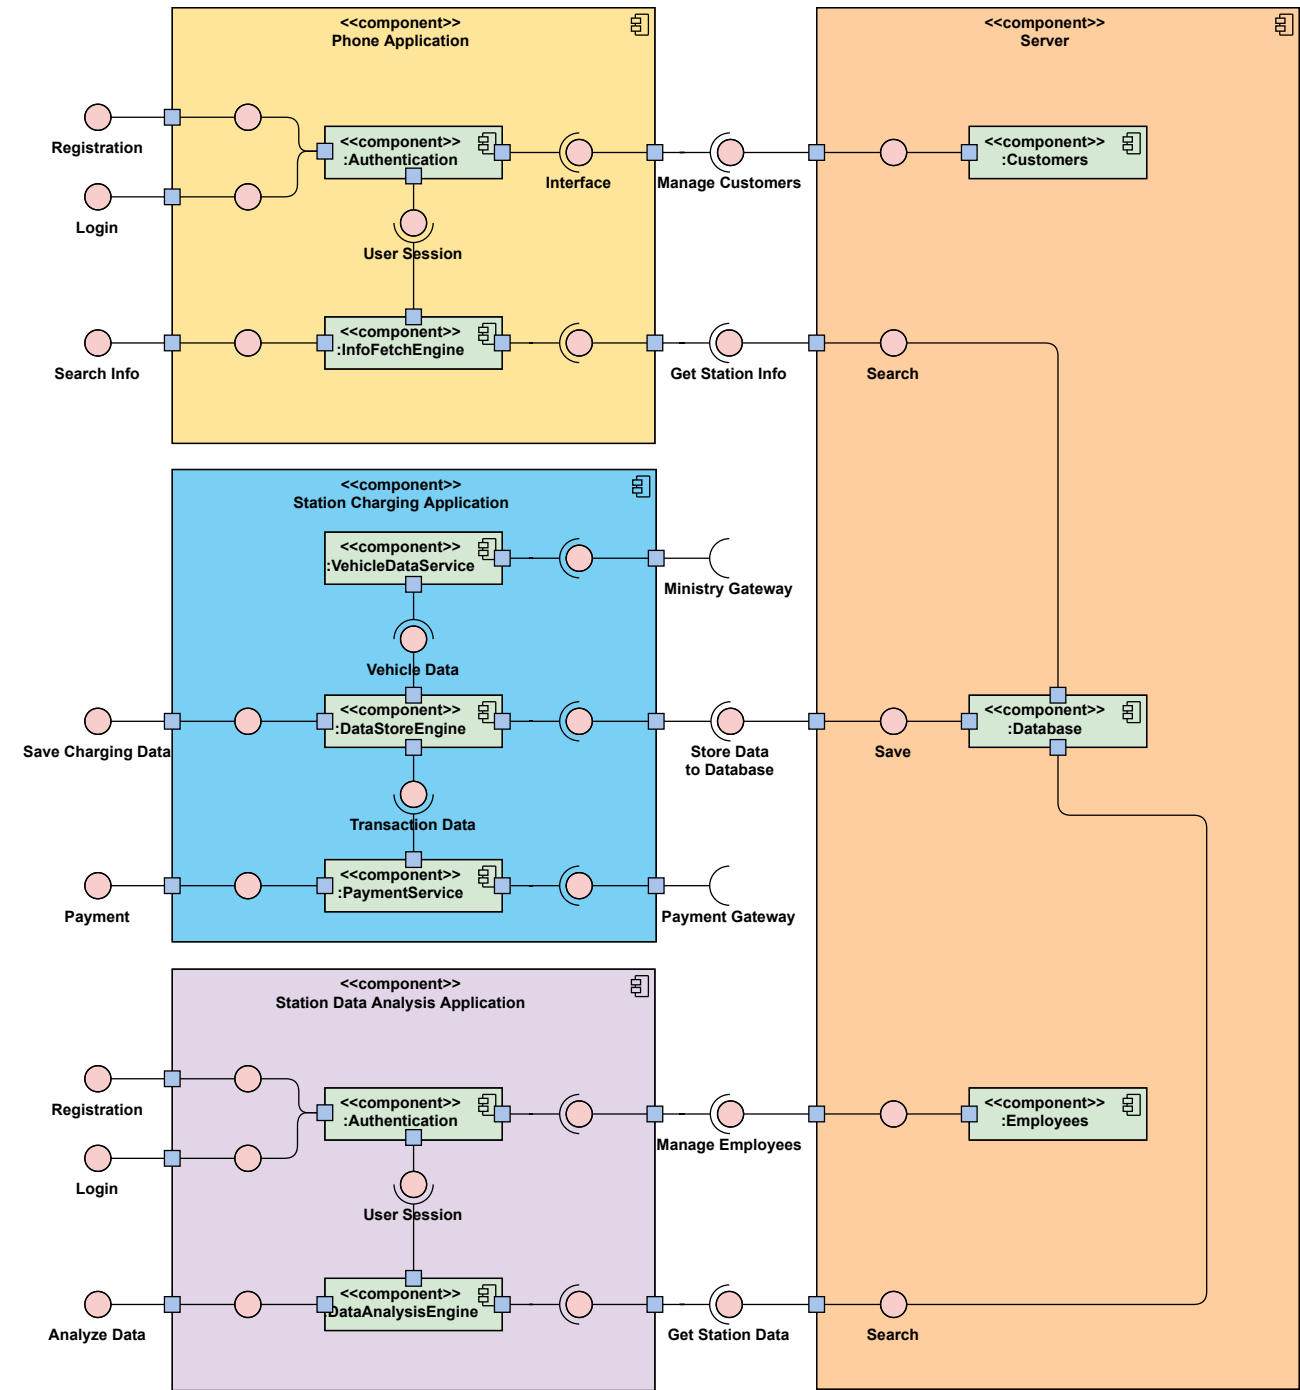 <<component>>
Phone Application
<<component>>
Server
Registration
<<component>>
:Authentication
Interface
Manage Customers
<<component>>
:Customers
Login
User Session
<<component>>
:InfoFetchEngine
Search Info
Get Station Info
Search
<<component>>
Station Charging Application
<<component>>
:VehicleDataService
Ministry Gateway
Vehicle Data
<<component>>
:DataStoreEngine
<<component>>
:Database
Save Charging Data
Store Data
to Database
Save
Transaction Data
<<component>>
:PaymentService
Payment
Payment Gateway
<<component>>
Station Data Analysis Application
Registration
<<component>>
:Authentication
Manage Employees
<<component>>
:Employees
Login
User Session
<<component>>
:DataAnalysisEngine
Analyze Data
Get Station Data
Search